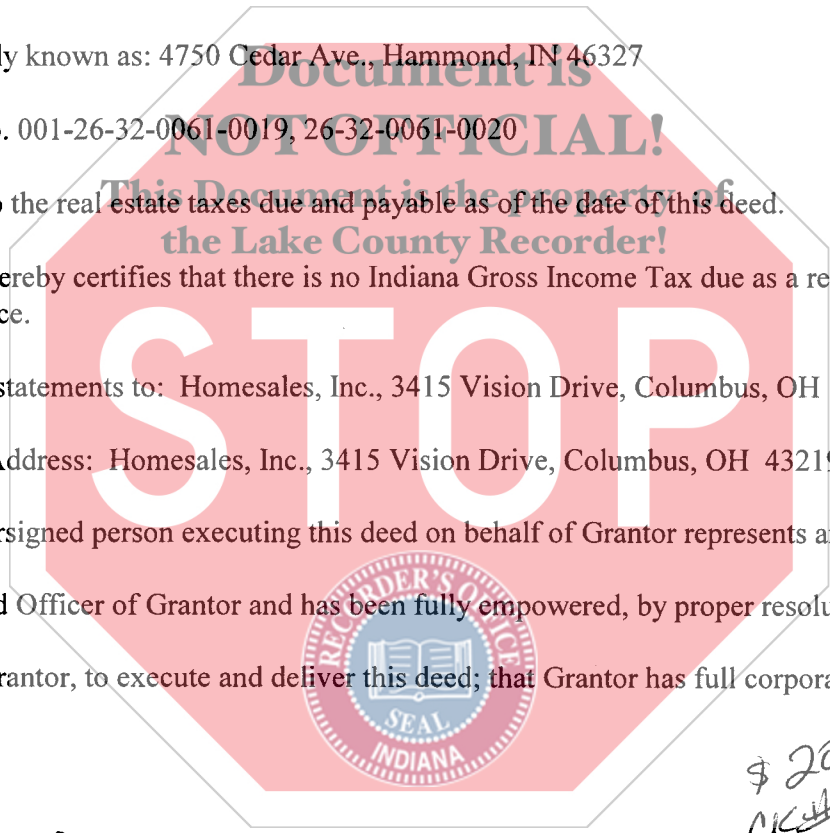 ly known as: 4750 Cedar Ave., Hammond, IN 46327
Document is
. 001-26-32-0061-0019, 26-32-0061-0020
NOT OFFICIAL!
the real estate taxes due and payable as of the date of this deed.
This Document is the property of
the Lake County Recorder!
ereby certifies that there is no Indiana Gross Income Tax due as a re
ce.
STOP
statements to: Homesales, Inc., 3415 Vision Drive, Columbus, OH
Address: Homesales, Inc., 3415 Vision Drive, Columbus, OH 43219
rsigned person executing this deed on behalf of Grantor represents a
d Officer of Grantor and has been fully empowered, by proper resolu
rantor, to execute and deliver this deed; that Grantor has full corpora
RECORDER'S OFFICE
SEAL
INDIANA
$ 20